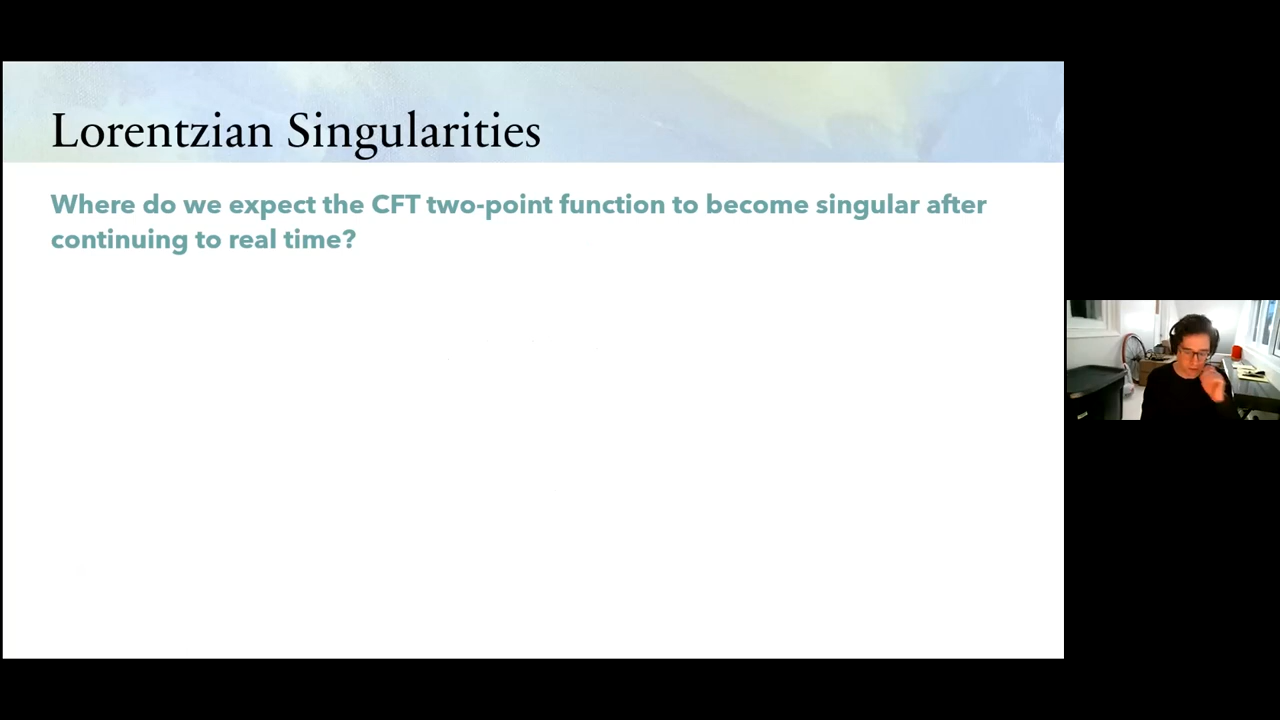 Lorentzian Singularities
Where do we expect the CFT two-point function to become singular after
continuing to real time?